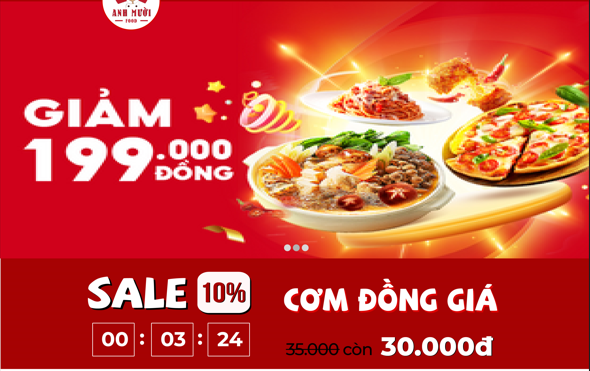 ANH MƯỜI
FOOD
GIẢM
199.000
ĐỒNG
SALE 10%
00 : 03 : 24
CƠM ĐỒNG GIÁ
35.000 còn 30.000đ